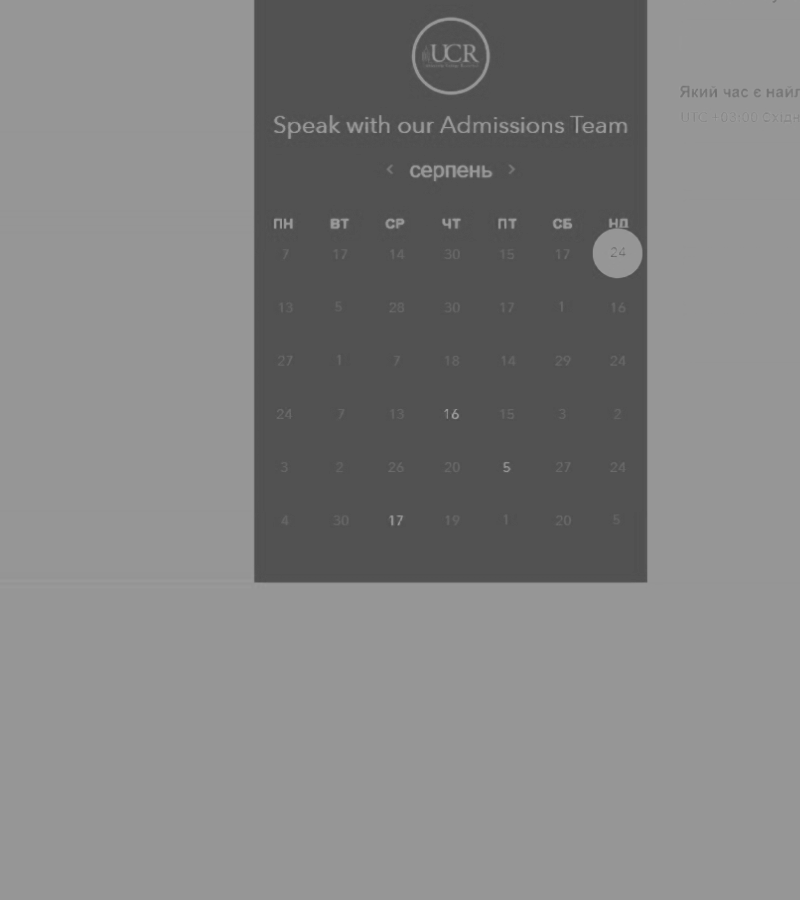 UCR
Speak with our Admissions Team
< серпень >
ПН ВТ СР ЧТ ПТ СБ НД
7 17 14 30 15 17 24
13 5 28 30 17 1 16
27 1 7 18 14 29 24
24 7 13 16 15 3 2
3 2 26 20 5 27 24
4 30 17 19 1 20 5
Який час є
UTC +03:00